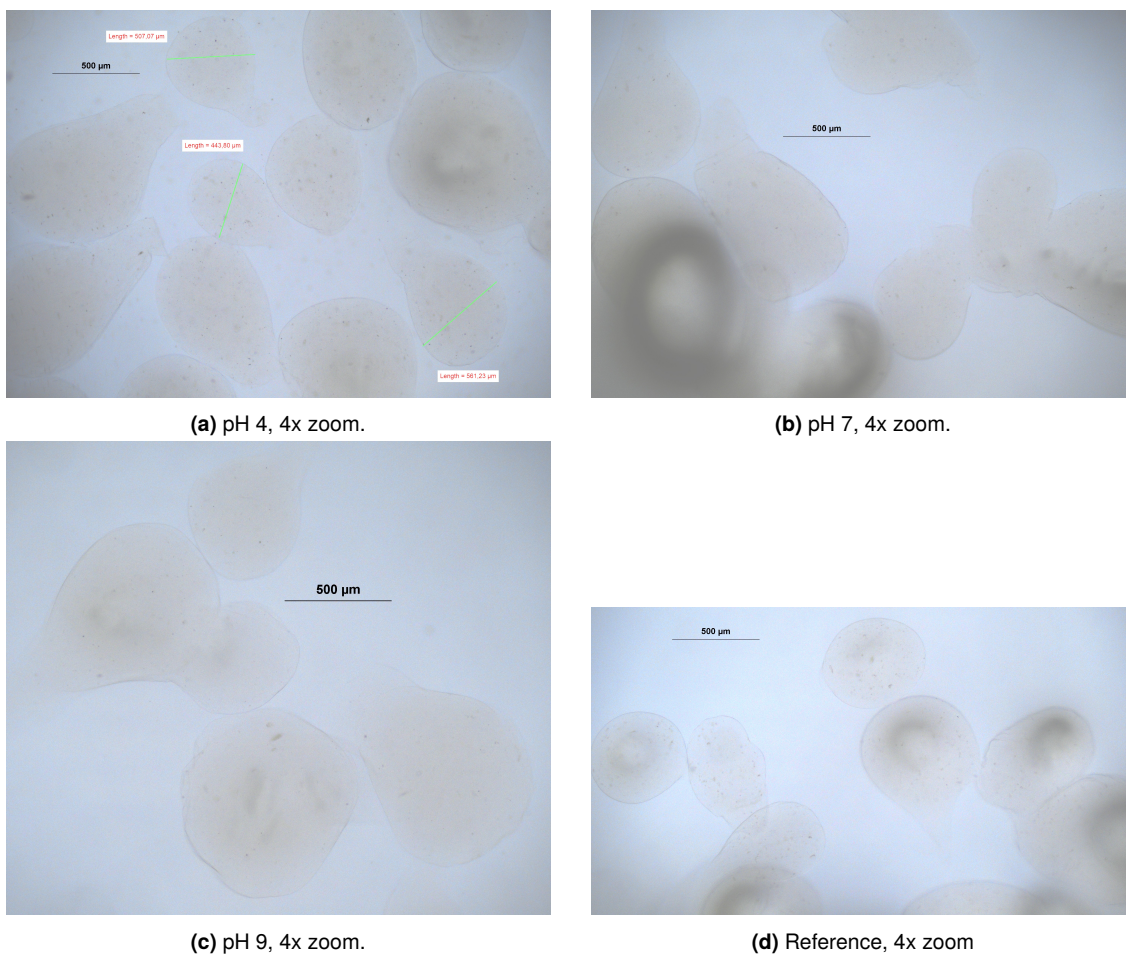 Length = 507,07 µm
500 µm
Length = 443,80 µm
Length = 561,23 µm
(a) pH 4, 4x zoom.
500 µm
(b) pH 7, 4x zoom.
500 µm
(c) pH 9, 4x zoom.
500 µm
(d) Reference, 4x zoom